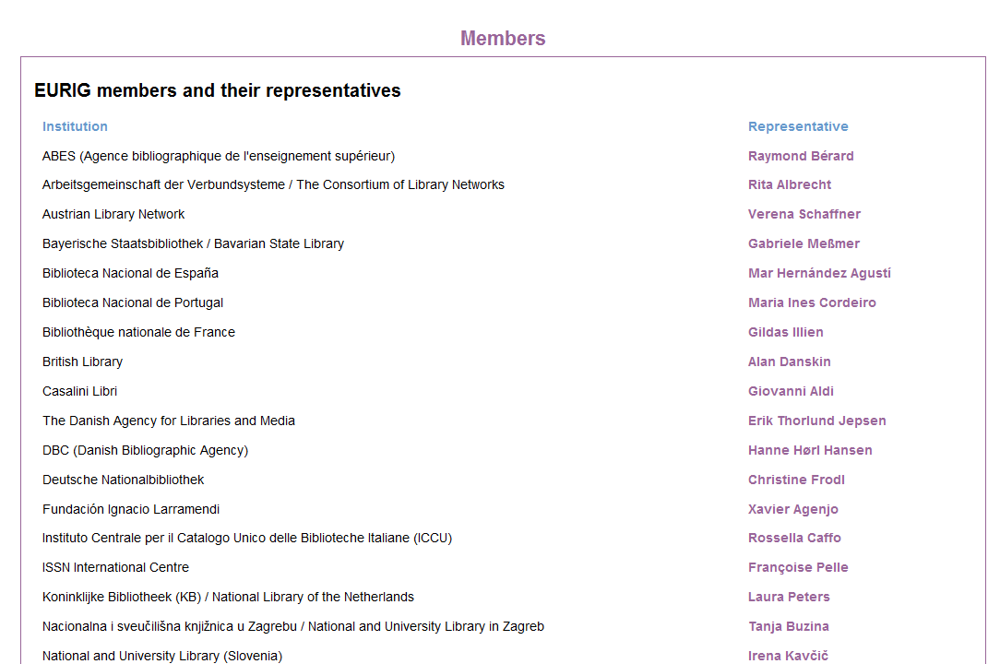 Members
EURIG members and their representatives
Institution Representative
ABES (Agence bibliographique de l'enseignement supérieur) Raymond Bérard
Arbeitsgemeinschaft der Verbundsysteme / The Consortium of Library Networks Rita Albrecht
Austrian Library Network Verena Schaffner
Bayerische Staatsbibliothek / Bavarian State Library Gabriele Meßmer
Biblioteca Nacional de España Mar Hernández Agustí
Biblioteca Nacional de Portugal Maria Ines Cordeiro
Bibliothèque nationale de France Gildas Illien
British Library Alan Danskin
Casalini Libri Giovanni Aldi
The Danish Agency for Libraries and Media Erik Thorlund Jepsen
DBC (Danish Bibliographic Agency) Hanne Hørl Hansen
Deutsche Nationalbibliothek Christine Frodl
Fundación Ignacio Larramendi Xavier Agenjo
Instituto Centrale per il Catalogo Unico delle Biblioteche Italiane (ICCU) Rossella Caffo
ISSN International Centre Françoise Pelle
Koninklijke Bibliotheek (KB) / National Library of the Netherlands Laura Peters
Nacionalna i sveučilišna knjižnica u Zagrebu / National and University Library in Zagreb Tanja Buzina
National and University Library (Slovenia) Irena Kavčič